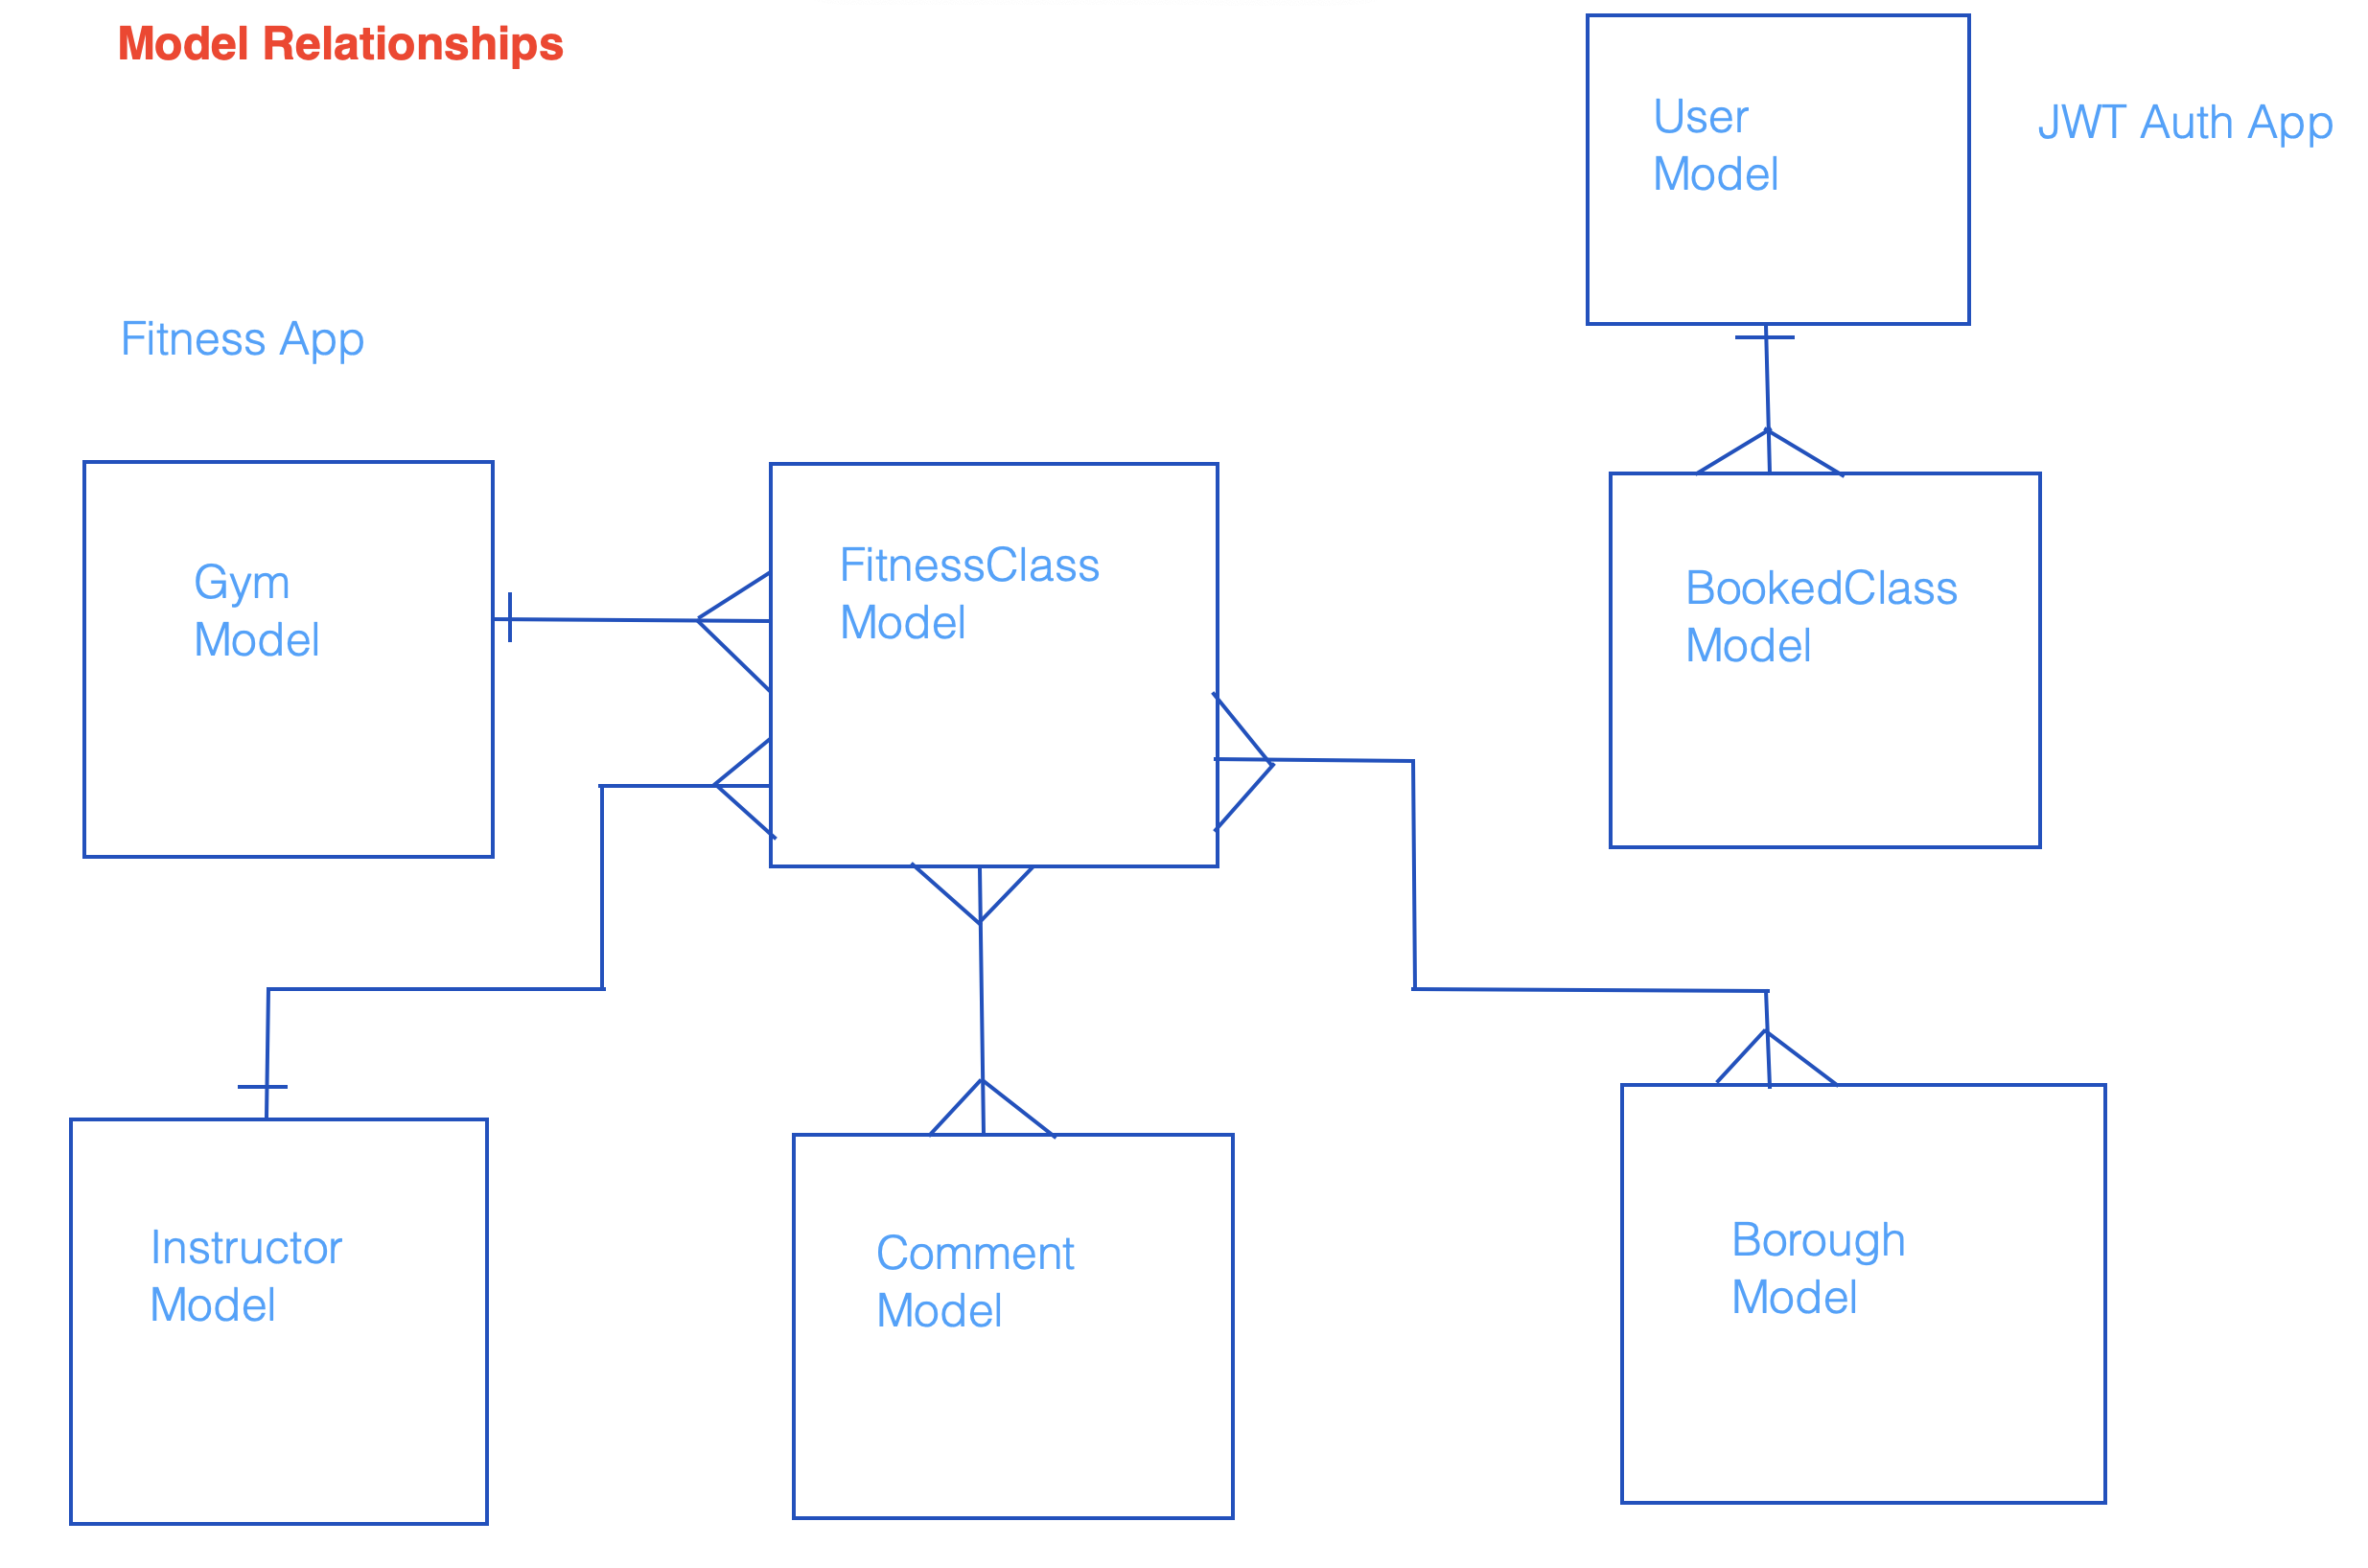 Model Relationships
User
Model
JWT Auth App
Fitness App
Gym
Model
FitnessClass
Model
BookedClass
Model
Instructor
Model
Comment
Model
Borough
Model